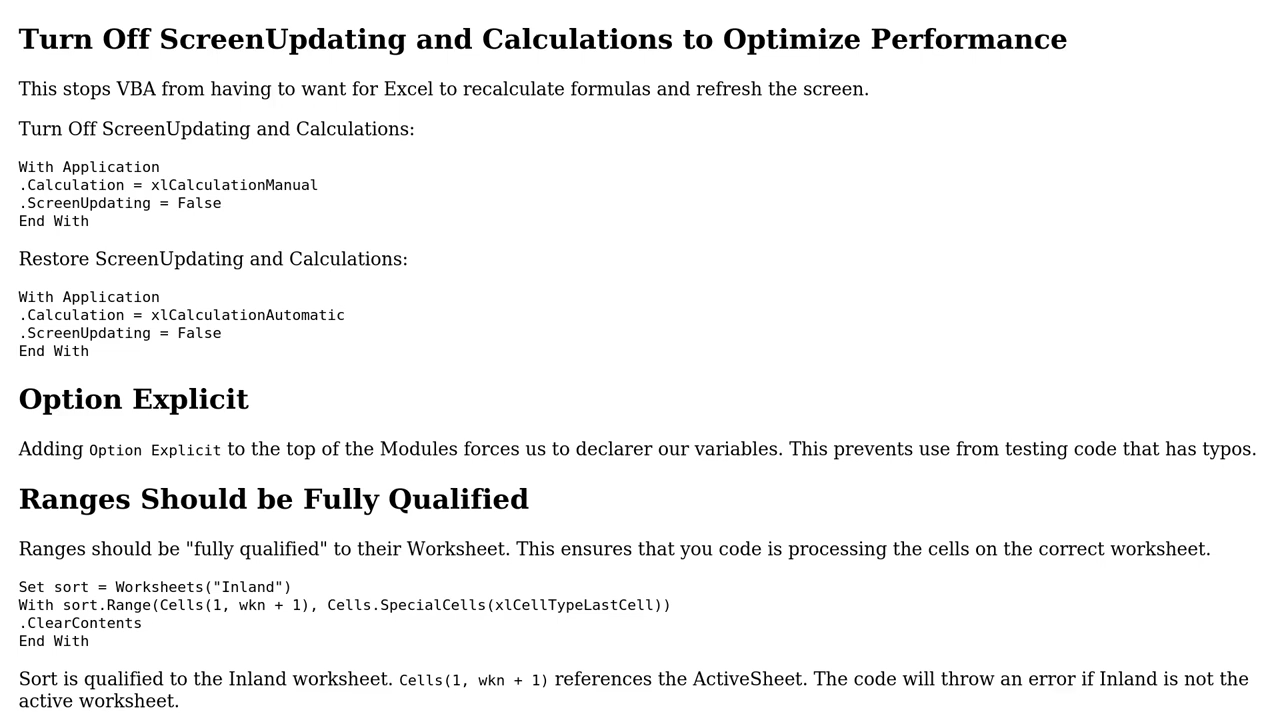 Turn Off ScreenUpdating and Calculations to Optimize Performance
This stops VBA from having to want for Excel to recalculate formulas and refresh the screen.
Turn Off ScreenUpdating and Calculations:
With Application
.Calculation = xlCalculationManual
.ScreenUpdating = False
End With
Restore ScreenUpdating and Calculations:
With Application
.Calculation = xlCalculationAutomatic
.ScreenUpdating = False
End With
Option Explicit
Adding Option Explicit to the top of the Modules forces us to declarer our variables. This prevents use from testing code that has typos.
Ranges Should be Fully Qualified
Ranges should be "fully qualified" to their Worksheet. This ensures that you code is processing the cells on the correct worksheet.
Set sort = Worksheets("Inland")
With sort.Range(Cells(1, wkn + 1), Cells.SpecialCells(xlCellTypeLastCell))
.ClearContents
End With
Sort is qualified to the Inland worksheet. Cells(1, wkn + 1) references the ActiveSheet. The code will throw an error if Inland is not the
active worksheet.